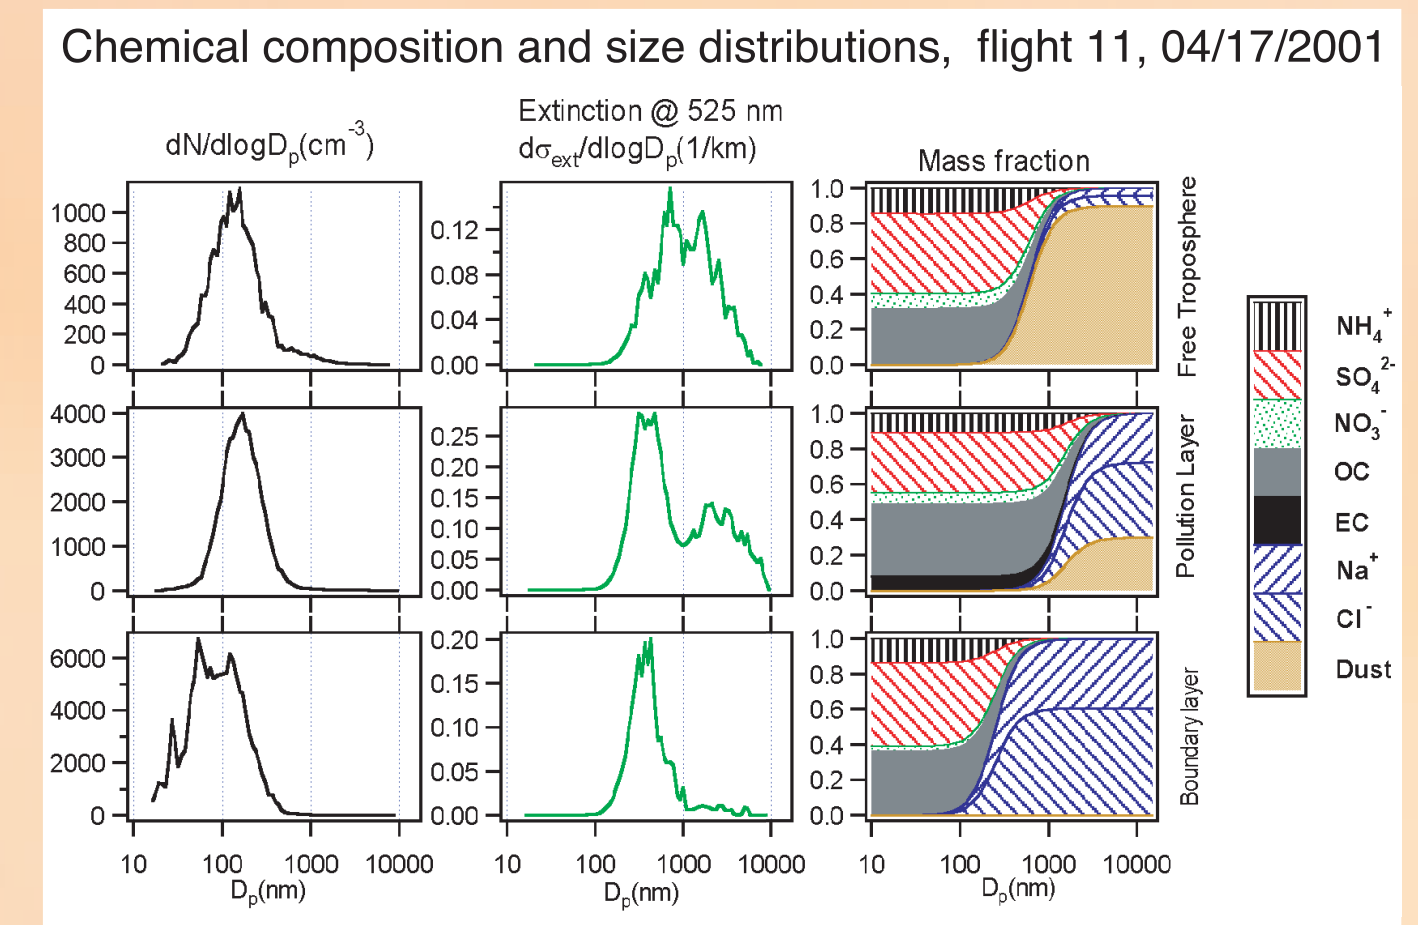 Chemical composition and size distributions,  flight 11, 04/17/2001
dN/dlogDp(cm-3)
Extinction @ 525 nm
dσext/dlogDp(1/km)
Mass fraction
1000
800
600
400
200
0
0.12
0.08
0.04
0.00
1.0
0.8
0.6
0.4
0.2
0.0
Free Troposphere
4000
3000
2000
1000
0
0.25
0.20
0.15
0.10
0.05
0.00
1.0
0.8
0.6
0.4
0.2
0.0
Pollution Layer
6000
4000
2000
0
0.20
0.15
0.10
0.05
0.00
1.0
0.8
0.6
0.4
0.2
0.0
Boundary layer
10 100 1000 10000
Dp(nm)
10 100 1000 10000
Dp(nm)
10 100 1000 10000
Dp(nm)
NH4+
SO42-
NO3-
OC
EC
Na+
Cl-
Dust